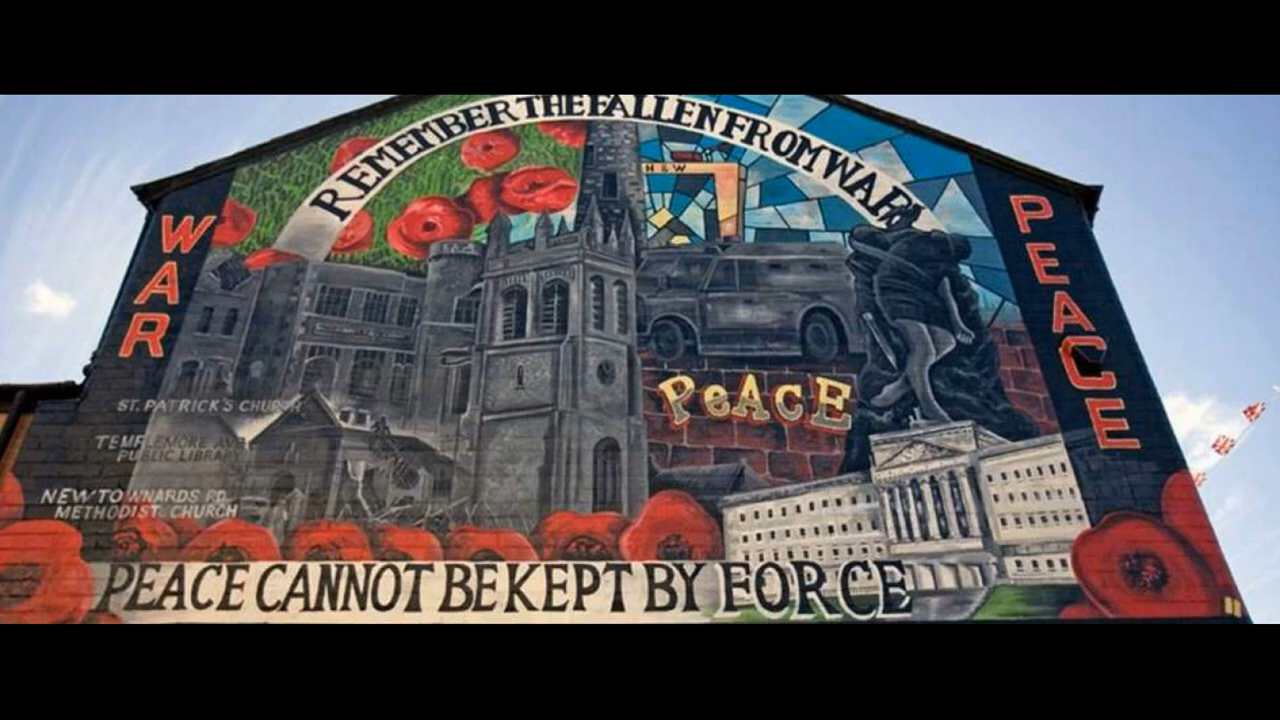 REMEMBER THE FALLEN FROM WAR
H&W
WAR
PEACE
PEACE
ST. PATRICK'S CHURCH
TEMPLEMORE AVE
PUBLIC LIBRARY
NEWTOWNARDS RD.
METHODIST CHURCH
PEACE CANNOT BE KEPT BY FORCE